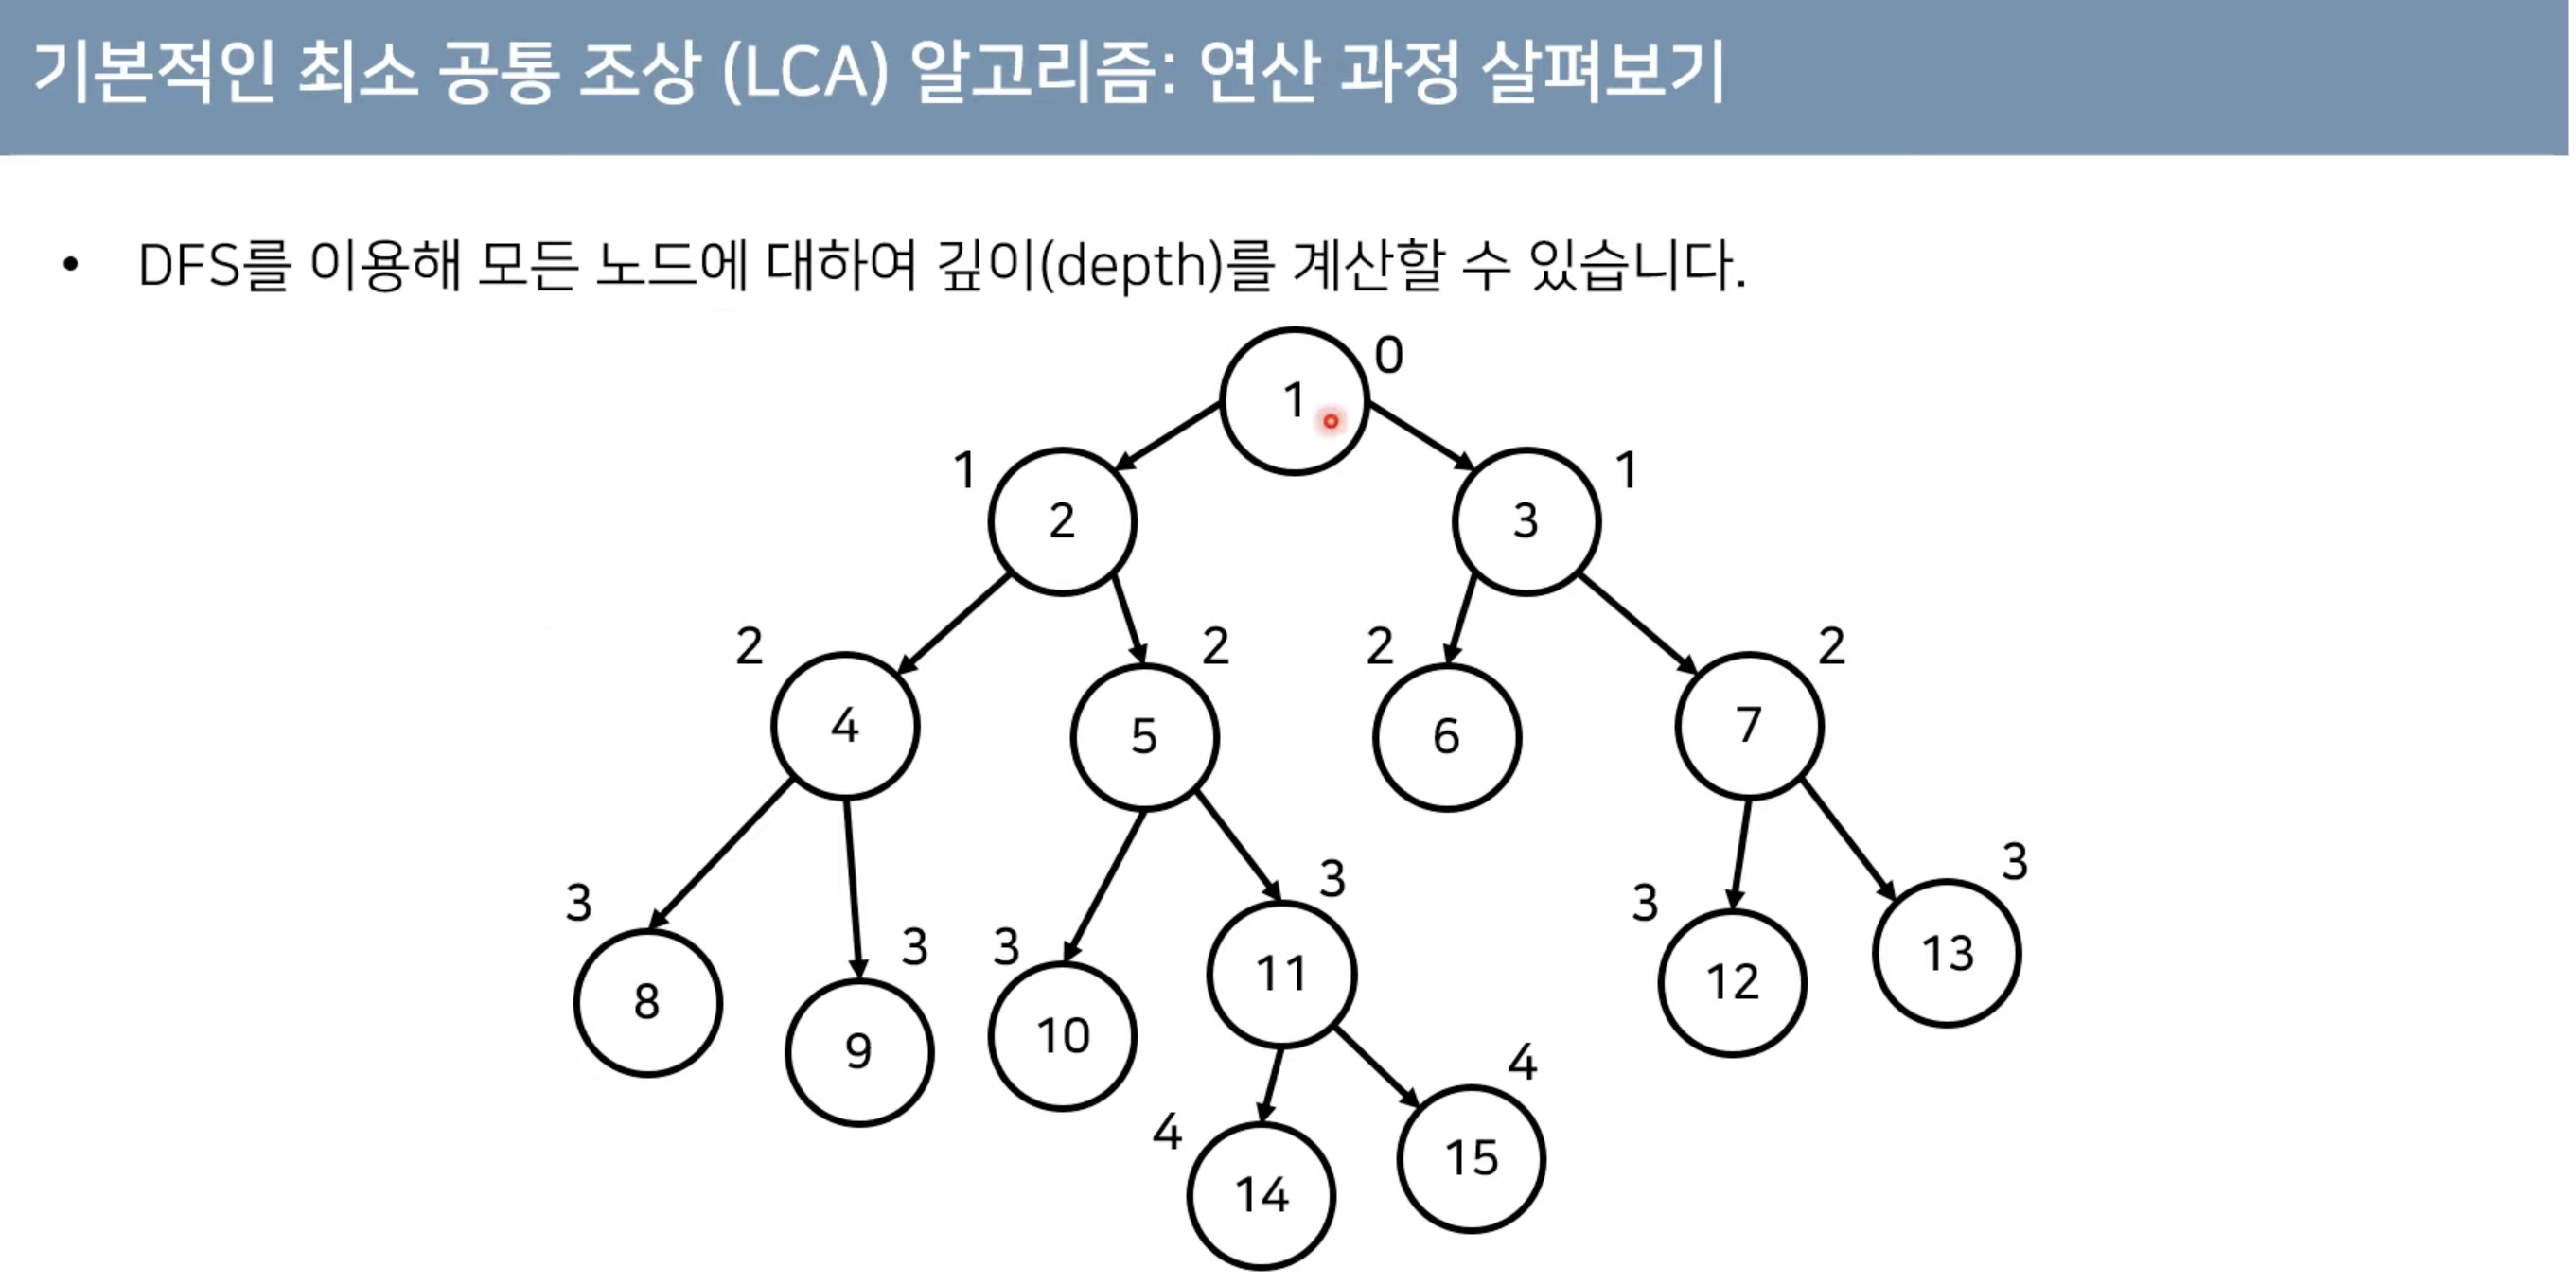 기본적인 최소 공통 조상 (LCA) 알고리즘: 연산 과정 살펴보기
• DFS를 이용해 모든 노드에 대하여 깊이(depth)를 계산할 수 있습니다.
1 0
1 2 3 1
2 4 5 2 2 6 7 2
3 8 9 3 3 10 11 3 3 12 13 3
4 14 15 4